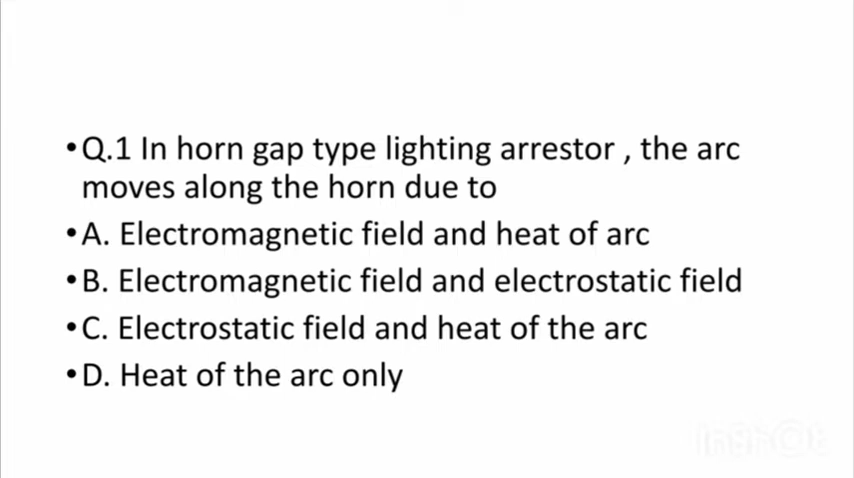 •Q.1 In horn gap type lighting arrestor , the arc
moves along the horn due to
•A. Electromagnetic field and heat of arc
•B. Electromagnetic field and electrostatic field
•C. Electrostatic field and heat of the arc
•D. Heat of the arc only